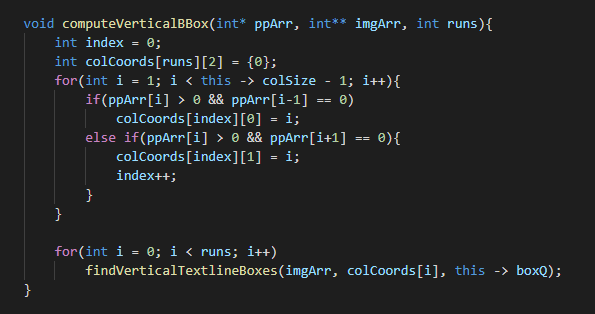 void computeVerticalBBox(int* ppArr, int** imgArr, int runs){
    int index = 0;
    int colCoords[runs][2] = {0};
    for(int i = 1; i < this -> colSize - 1; i++){
        if(ppArr[i] > 0 && ppArr[i-1] == 0)
            colCoords[index][0] = i;
        else if(ppArr[i] > 0 && ppArr[i+1] == 0){
            colCoords[index][1] = i;
            index++;
        }
    }

    for(int i = 0; i < runs; i++)
        findVerticalTextlineBoxes(imgArr, colCoords[i], this -> boxQ);
}